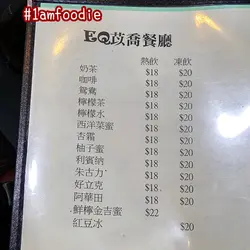 #1amfoodie
EQ苡喬餐廳
熱飲 凍飲
奶茶 $18 $20
咖啡 $18 $20
鴛鴦 $18 $20
檸檬茶 $18 $20
檸檬水 $18 $20
西洋菜蜜 $18 $20
杏霜 $18 $20
柚子蜜 $18 $20
利賓納 $18 $20
朱古力 $18 $20
好立克 $18 $20
阿華田 $18 $20
鮮檸金吉蜜 $22
紅豆冰 $20